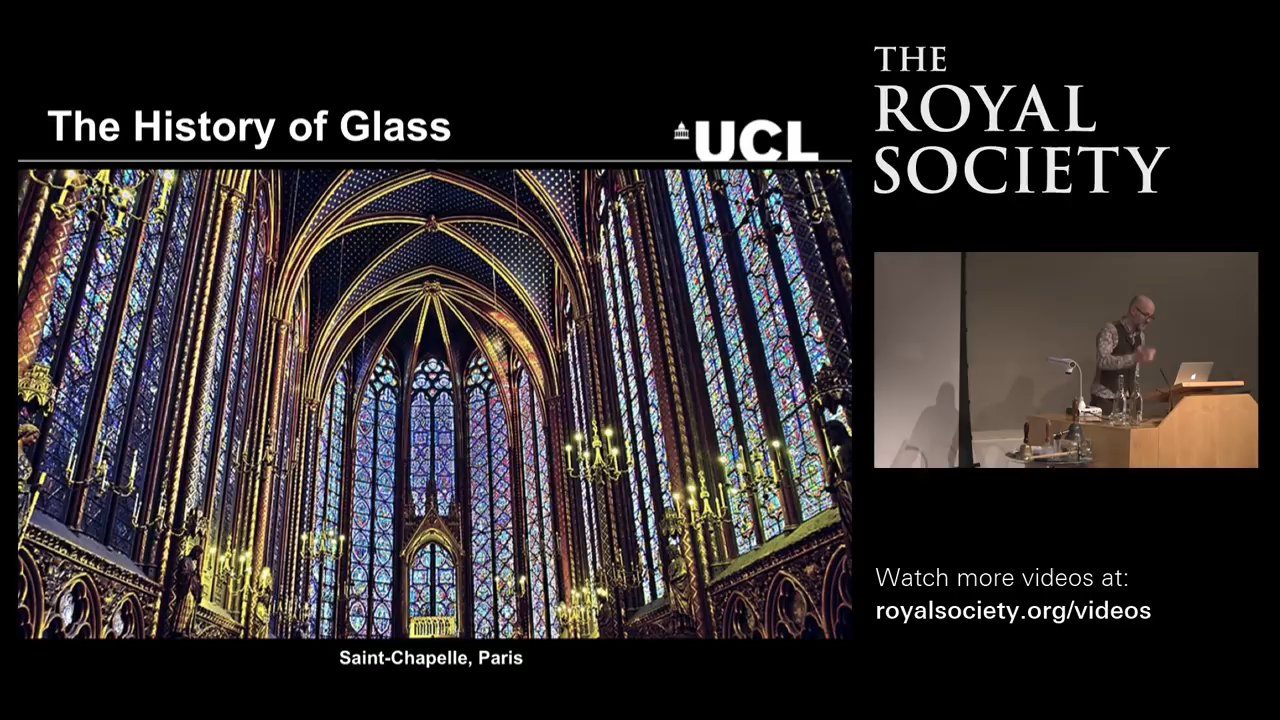 The History of Glass
UCL
Saint-Chapelle, Paris
THE
ROYAL
SOCIETY
Watch more videos at:
royalsociety.org/videos